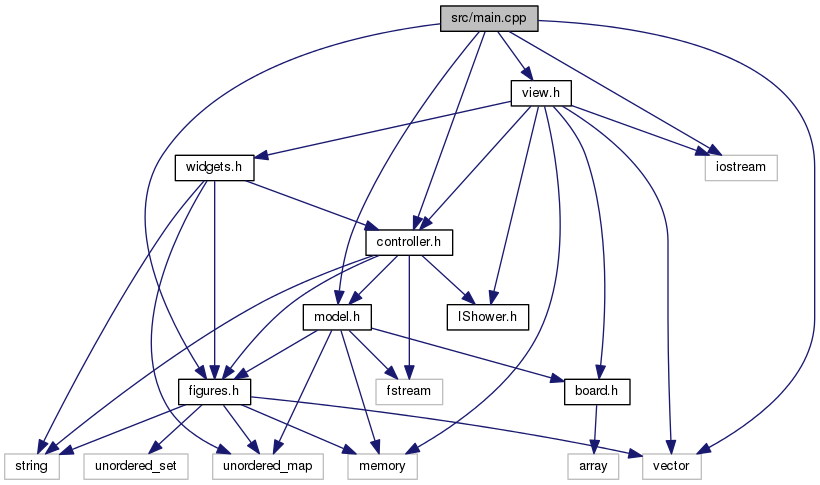 src/main.cpp
view.h
widgets.h
iostream
controller.h
model.h
IShower.h
figures.h
fstream
board.h
string
unordered_set
unordered_map
memory
array
vector